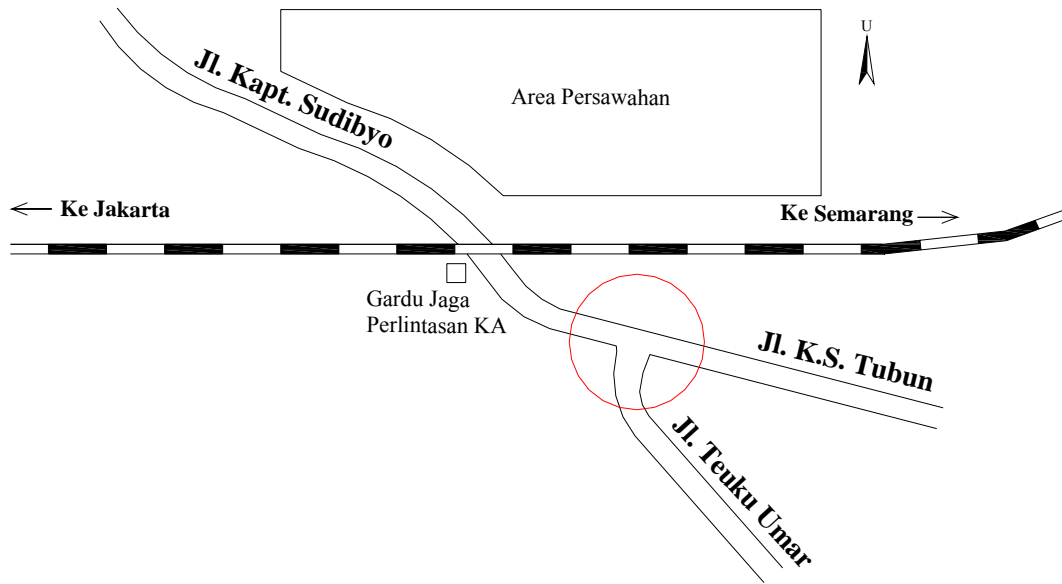 U
Jl. Kapt. Sudibyo
Area Persawahan
Ke Jakarta
Ke Semarang
Gardu Jaga
Perlintasan KA
Jl. K.S. Tubun
Jl. Teuku Umar